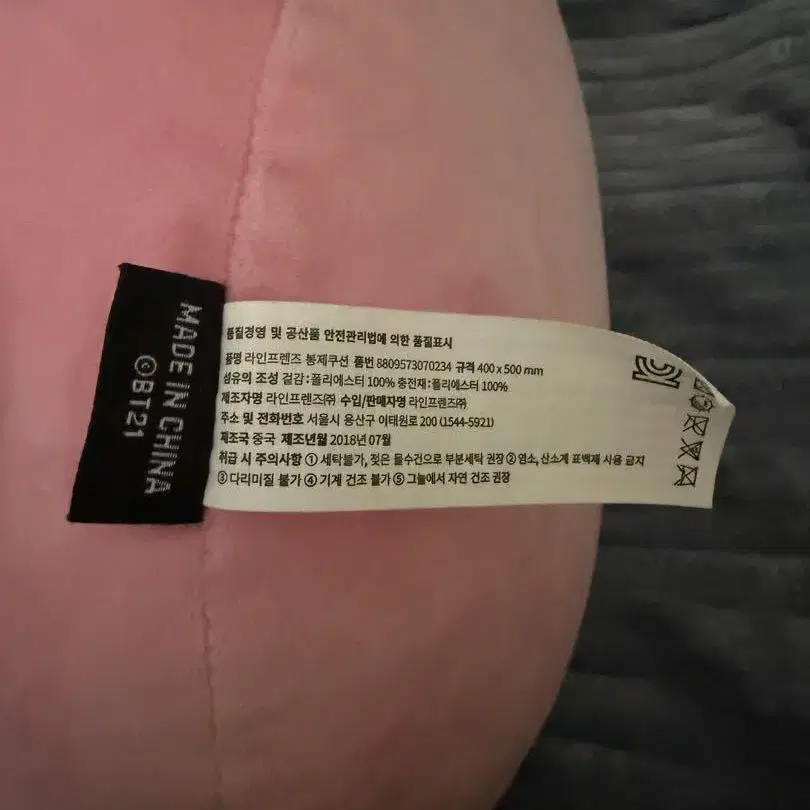 MADE IN CHINA
©BT21
품질경영 및 공산품 안전관리법에 의한 품질표시
품명 라인프렌즈 봉제쿠션 품번 8809573070234 규격 400 x 500 mm
섬유의 조성 겉감:폴리에스터 100% 충전재:폴리에스터 100%
제조자명 라인프렌즈㈜ 수입/판매자명 라인프렌즈㈜
주소 및 전화번호 서울시 용산구 이태원로 200 (1544-5921)
제조국 중국 제조년월 2018년 07월
취급 시 주의사항 ① 세탁불가, 젖은 물수건으로 부분세탁 권장 ② 염소, 산소계 표백제 사용 금지
③ 다리미질 불가 ④ 기계 건조 불가 ⑤ 그늘에서 자연 건조 권장